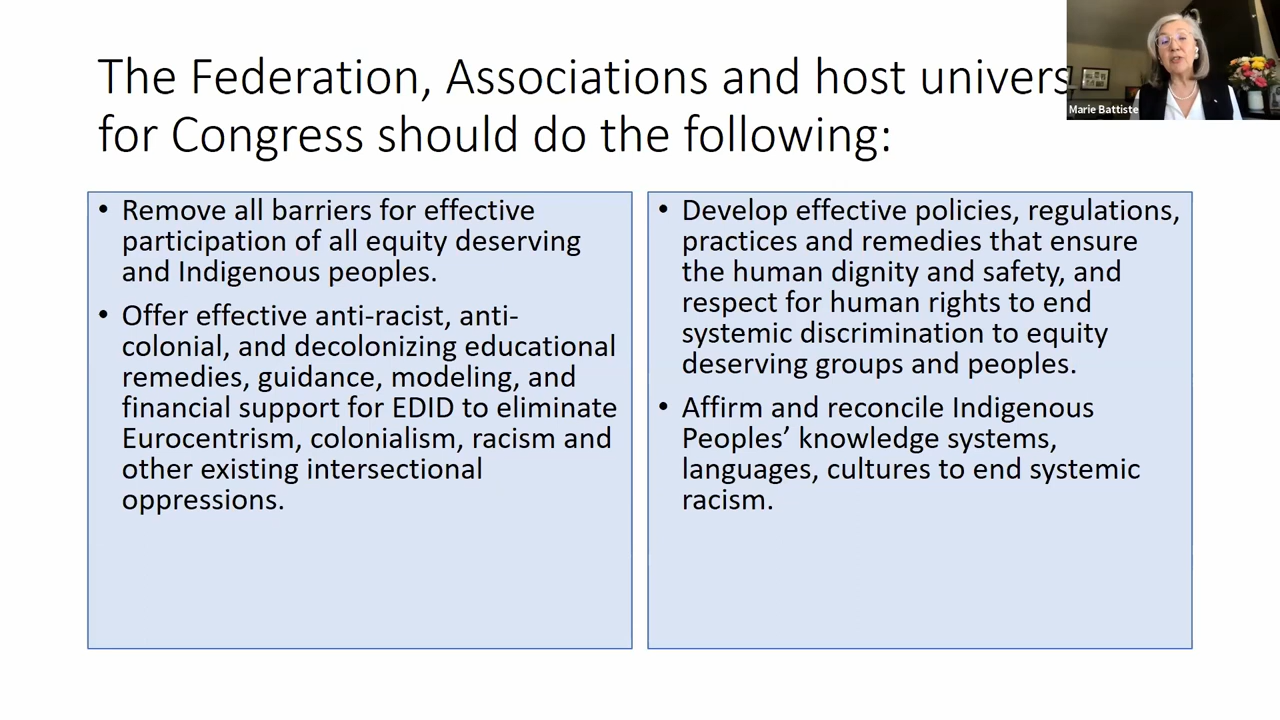 The Federation, Associations and host univers
for Congress should do the following:
Marie Battiste
• Remove all barriers for effective
participation of all equity deserving
and Indigenous peoples.
• Offer effective anti-racist, anti-
colonial, and decolonizing educational
remedies, guidance, modeling, and
financial support for EDID to eliminate
Eurocentrism, colonialism, racism and
other existing intersectional
oppressions.
• Develop effective policies, regulations,
practices and remedies that ensure
the human dignity and safety, and
respect for human rights to end
systemic discrimination to equity
deserving groups and peoples.
• Affirm and reconcile Indigenous
Peoples’ knowledge systems,
languages, cultures to end systemic
racism.